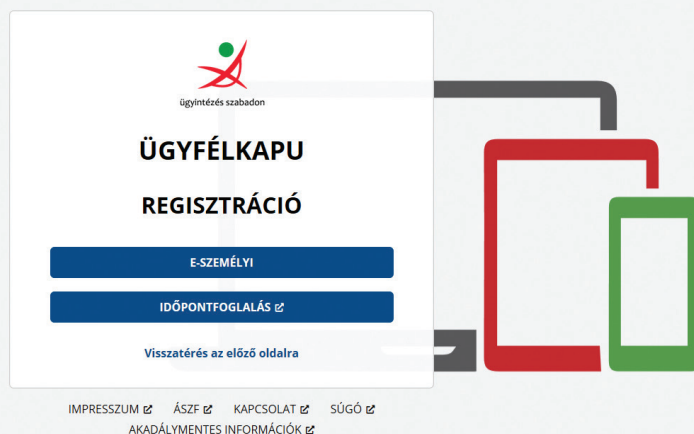 ügyintézés szabadon
ÜGYFÉLKAPU
REGISZTRÁCIÓ
E-SZEMÉLYI
IDŐPONTFOGLALÁS
Visszatérés az előző oldalra
IMPRESSZUM ÁSZF KAPCSOLAT SÚGÓ
AKADÁLYMENTES INFORMÁCIÓK